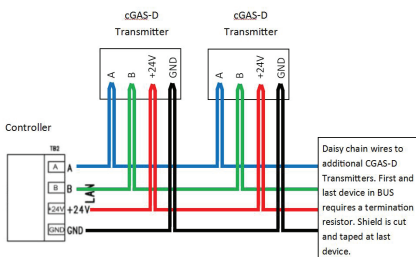 cGAS-D
Transmitter
cGAS-D
Transmitter
A
B
+24V
GND
A
B
+24V
GND
Controller
TB2
A A
B B
+24V +24V
GND GND
LAN
Daisy chain wires to
additional CGAS-D
Transmitters. First and
last device in BUS
requires a termination
resistor. Shield is cut
and taped at last
device.